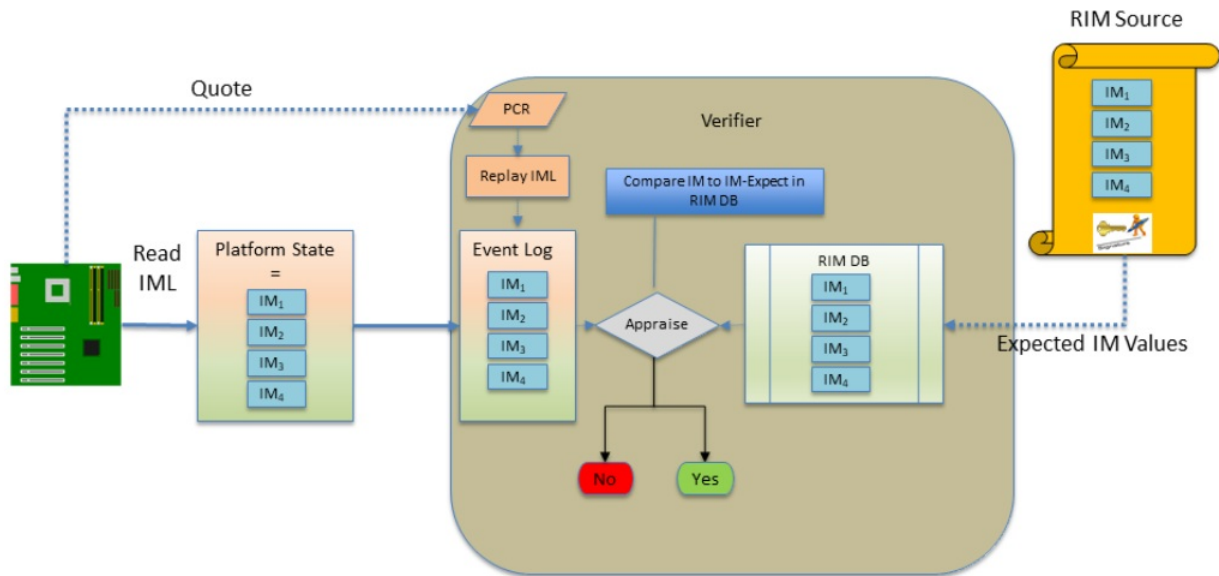 RIM Source
IM1
IM2
IM3
IM4
Quote
PCR
Verifier
Replay IML
Compare IM to IM-Expect in
RIM DB
Read
IML
Platform State
=
IM1
IM2
IM3
IM4
Event Log
IM1
IM2
IM3
IM4
Appraise
RIM DB
IM1
IM2
IM3
IM4
Expected IM Values
No
Yes